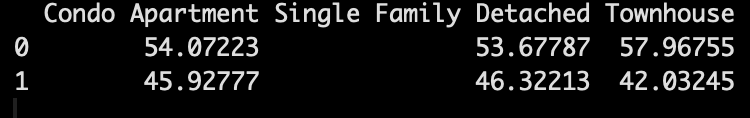 Condo Apartment Single Family Detached Townhouse
0 54.07223 53.67787 57.96755
1 45.92777 46.32213 42.03245